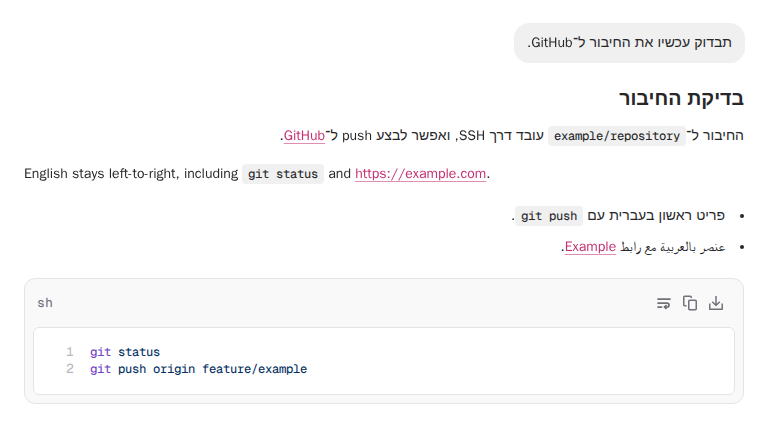 תבדוק עכשיו את החיבור ל־GitHub.
בדיקת החיבור
החיבור ל־example/repository עובד דרך SSH, ואפשר לבצע push ל־GitHub.
English stays left-to-right, including git status and https://example.com.
• פריט ראשון בעברית עם git push.
• عنصر بالعربية مع رابط Example.
sh
1 git status
2 git push origin feature/example